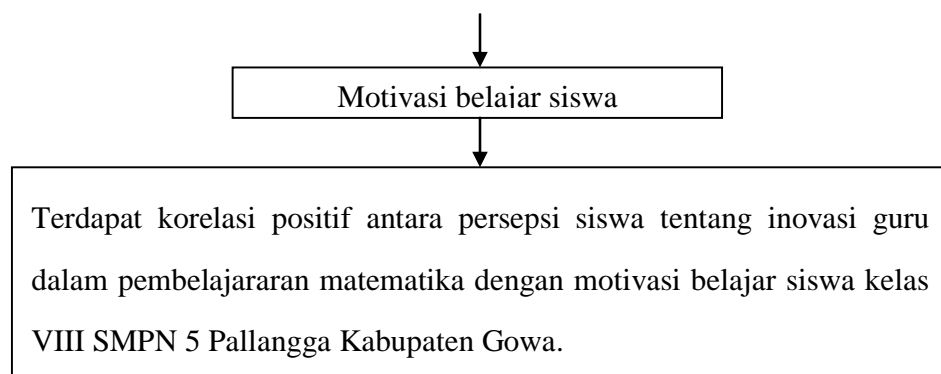 Motivasi belajar siswa
Terdapat korelasi positif antara persepsi siswa tentang inovasi guru
dalam pembelajararan matematika dengan motivasi belajar siswa kelas
VIII SMPN 5 Pallangga Kabupaten Gowa.